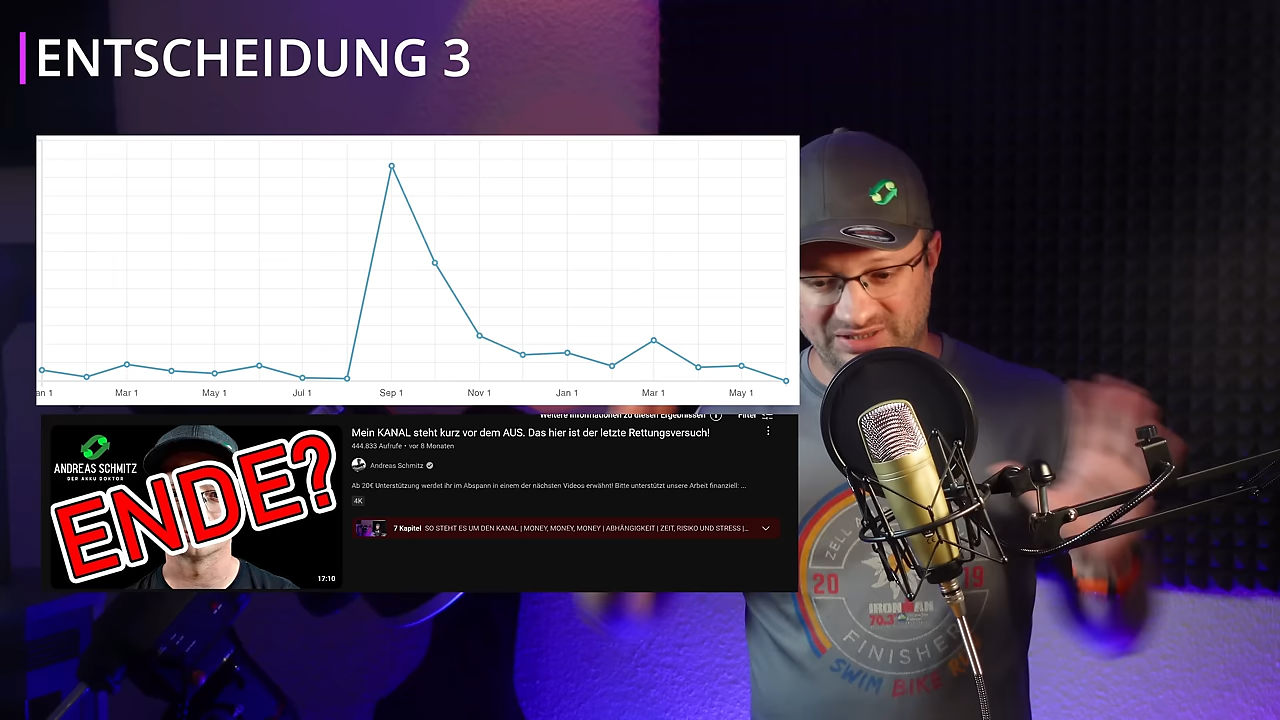 ENTSCHEIDUNG 3
an 1
Mar 1
May 1
Jul 1
Sep 1
Nov 1
Jan 1
Mar 1
May 1
Weitere Informationen zu diesen Ergebnissen
Filter
ANDREAS SCHMITZ
DER AKKU DOKTOR
ENDE?
17:10
Mein KANAL steht kurz vor dem AUS. Das hier ist der letzte Rettungsversuch!
444.833 Aufrufe • vor 8 Monaten
Andreas Schmitz
Ab 20€ Unterstützung werdet ihr im Abspann in einem der nächsten Videos erwähnt! Bitte unterstützt unsere Arbeit finanziell: ...
4K
7 Kapitel SO STEHT ES UM DEN KANAL | MONEY, MONEY, MONEY | ABHÄNGIGKEIT | ZEIT, RISIKO UND STRESS |...
ZELL
20 19
IRONMAN
70.3
FINISHE
SWIM BIKE R